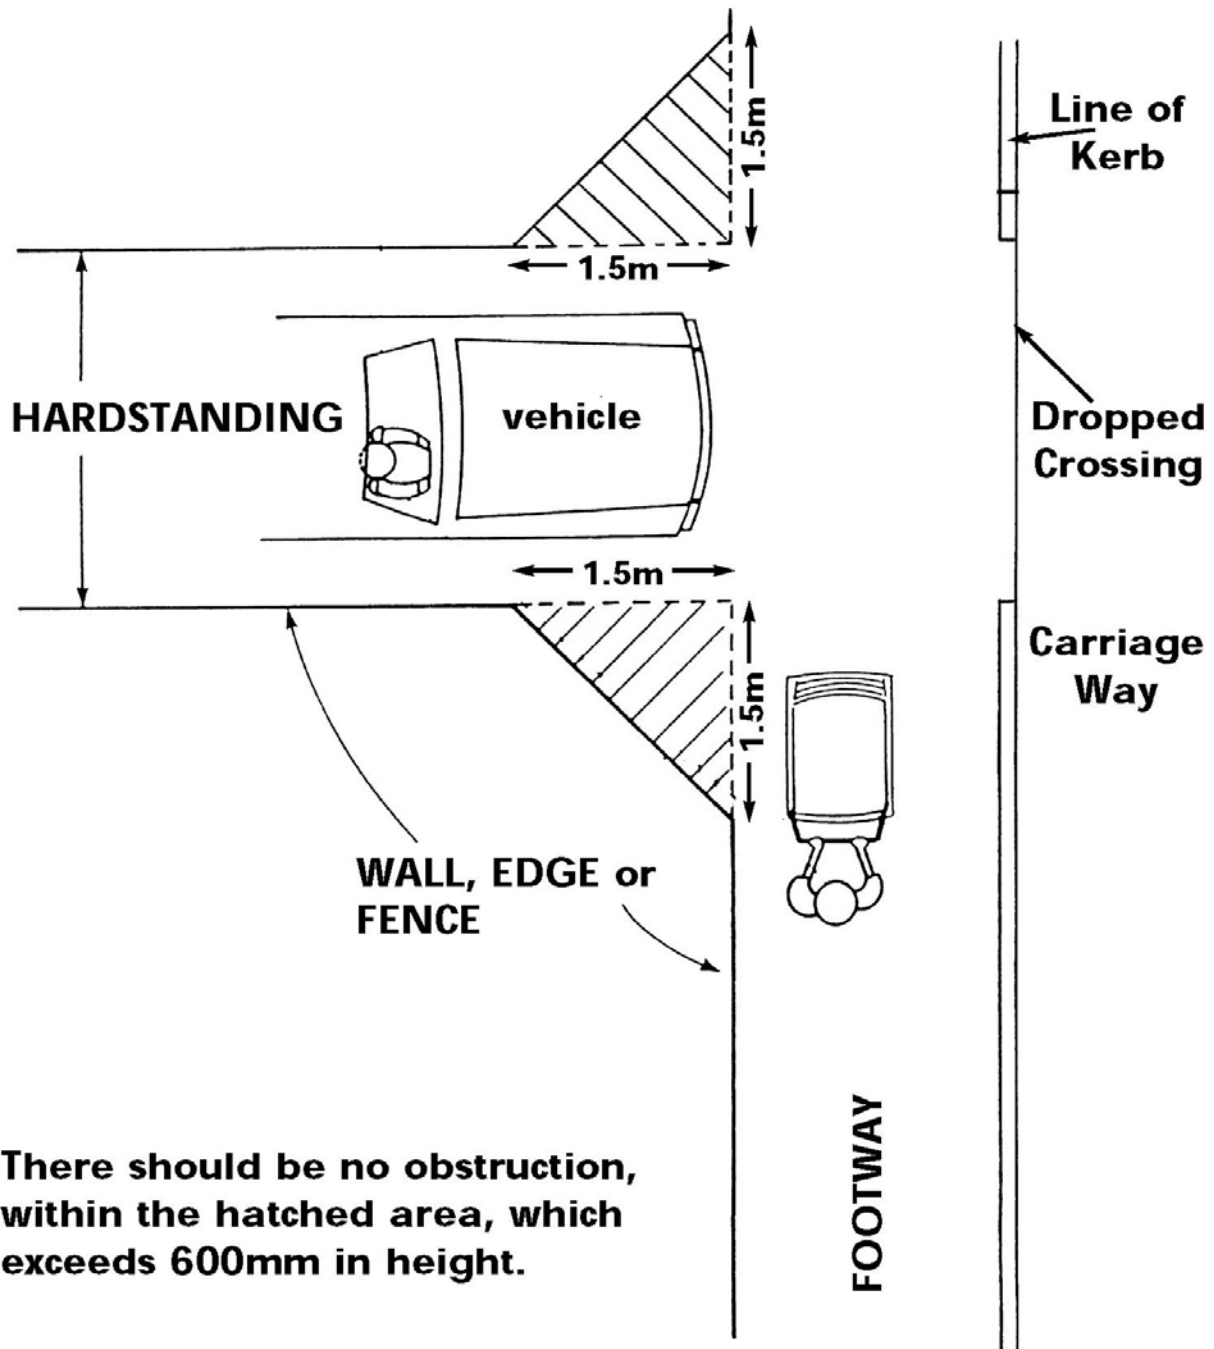 1.5m
Line of
Kerb
1.5m
HARDSTANDING
vehicle
Dropped
Crossing
1.5m
Carriage
Way
1.5m
WALL, EDGE or
FENCE
FOOTWAY
There should be no obstruction,
within the hatched area, which
exceeds 600mm in height.